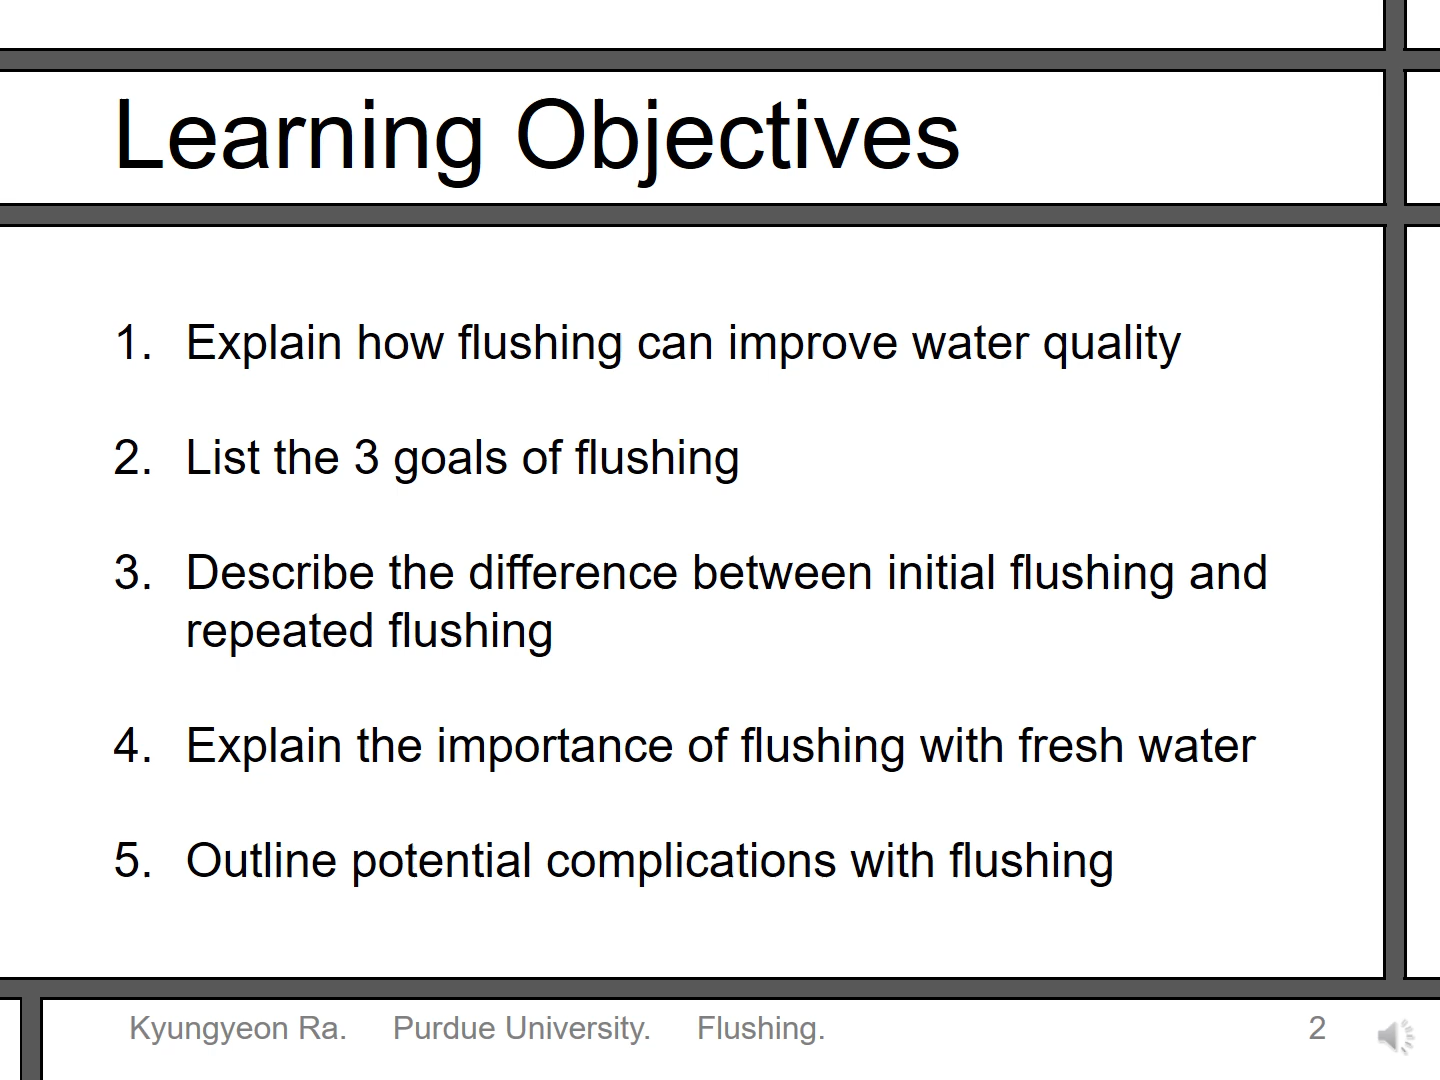 Learning Objectives
1. Explain how flushing can improve water quality
2. List the 3 goals of flushing
3. Describe the difference between initial flushing and
repeated flushing
4. Explain the importance of flushing with fresh water
5. Outline potential complications with flushing
Kyungyeon Ra. Purdue University. Flushing. 2